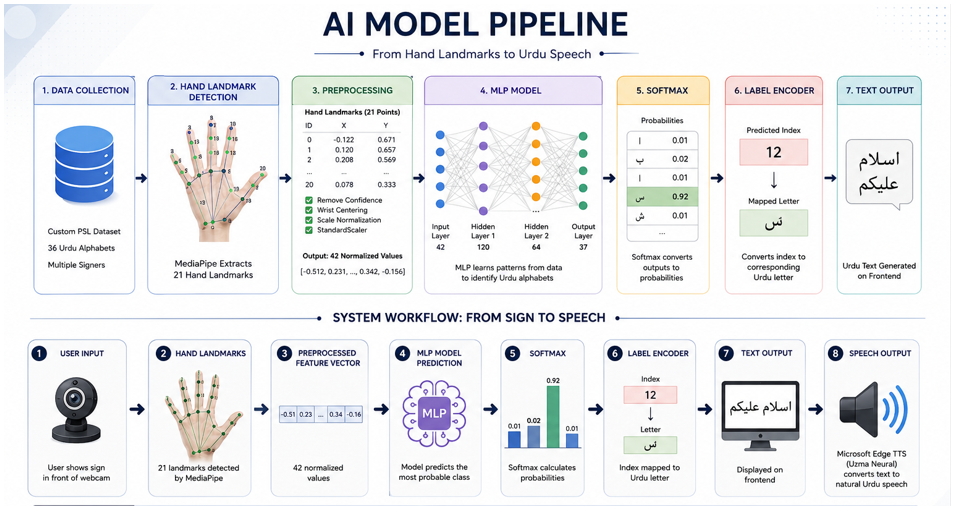 AI MODEL PIPELINE
From Hand Landmarks to Urdu Speech
1. DATA COLLECTION
Custom PSL Dataset
36 Urdu Alphabets
Multiple Signers
2. HAND LANDMARK
DETECTION
MediaPipe Extracts
21 Hand Landmarks
3. PREPROCESSING
Hand Landmarks (21 Points)
ID X Y
0 -0.122 0.671
1 0.120 0.657
2 0.208 0.569
... ... ...
20 0.078 0.333
Remove Confidence
Wrist Centering
Scale Normalization
StandardScaler
Output: 42 Normalized Values
[-0.512, 0.231, ..., 0.342, -0.156]
4. MLP MODEL
...
Input
Layer
42
Hidden
Layer 1
120
Hidden
Layer 2
64
Output
Layer
37
MLP learns patterns from data
to identify Urdu alphabets
5. SOFTMAX
Probabilities
ا 0.01
ب 0.02
ا 0.01
س 0.92
ش 0.01
...
Softmax converts
outputs to
probabilities
6. LABEL ENCODER
Predicted Index
12
Mapped Letter
س
Converts index to
corresponding
Urdu letter
7. TEXT OUTPUT
اسلام
علیکم
Urdu Text Generated
on Frontend
SYSTEM WORKFLOW: FROM SIGN TO SPEECH
1 USER INPUT
User shows sign
in front of webcam
2 HAND LANDMARKS
21 landmarks detected
by MediaPipe
3 PREPROCESSED
FEATURE VECTOR
-0.51 0.23 ... 0.34 -0.16
42 normalized
values
4 MLP MODEL
PREDICTION
MLP
Model predicts the
most probable class
5 SOFTMAX
0.92
0.01 0.02 0.01
Softmax calculates
probabilities
6 LABEL ENCODER
Index
12
Letter
س
Index mapped to
Urdu letter
7 TEXT OUTPUT
اسلام علیکم
Displayed on
frontend
8 SPEECH OUTPUT
Microsoft Edge TTS
(Uzma Neural)
converts text to
natural Urdu speech